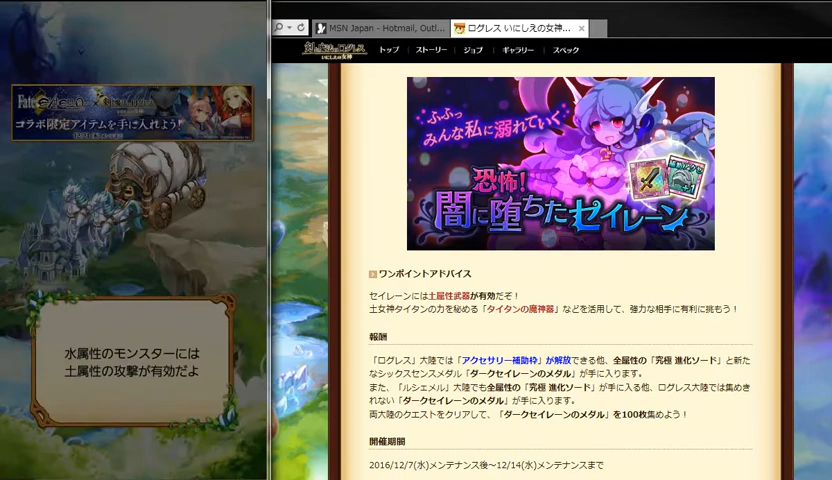 Fate
コラボ限定アイテムを手に入れよう!
水属性のモンスターには
土属性の攻撃が有効だよ
MSN Japan - Hotmail, Outl...
ログレス いにしえの女神...
剣と魔法のログレス
いにしえの女神
トップ
ストーリー
ジョブ
ギャラリー
スペック
ふふっ
みんな私に溺れていく
恐怖!
闇に堕ちたセイレーン
ワンポイントアドバイス
セイレーンには土属性武器が有効だぞ!
土女神タイタンの力を秘める「タイタンの魔神器」などを活用して、強力な相手に有利に挑もう!
報酬
「ログレス」大陸では「アクセサリー補助枠」が解放できる他、全属性の「究極 進化ソード」と新た
なシックスセンスメダル「ダークセイレーンのメダル」が手に入ります。
また、「ルシェメル」大陸でも全属性の「究極 進化ソード」が手に入る他、ログレス大陸では集めき
れない「ダークセイレーンのメダル」が手に入ります。
両大陸のクエストをクリアして、「ダークセイレーンのメダル」を100枚集めよう!
開催期間
2016/12/7(水)メンテナンス後～12/14(水)メンテナンスまで